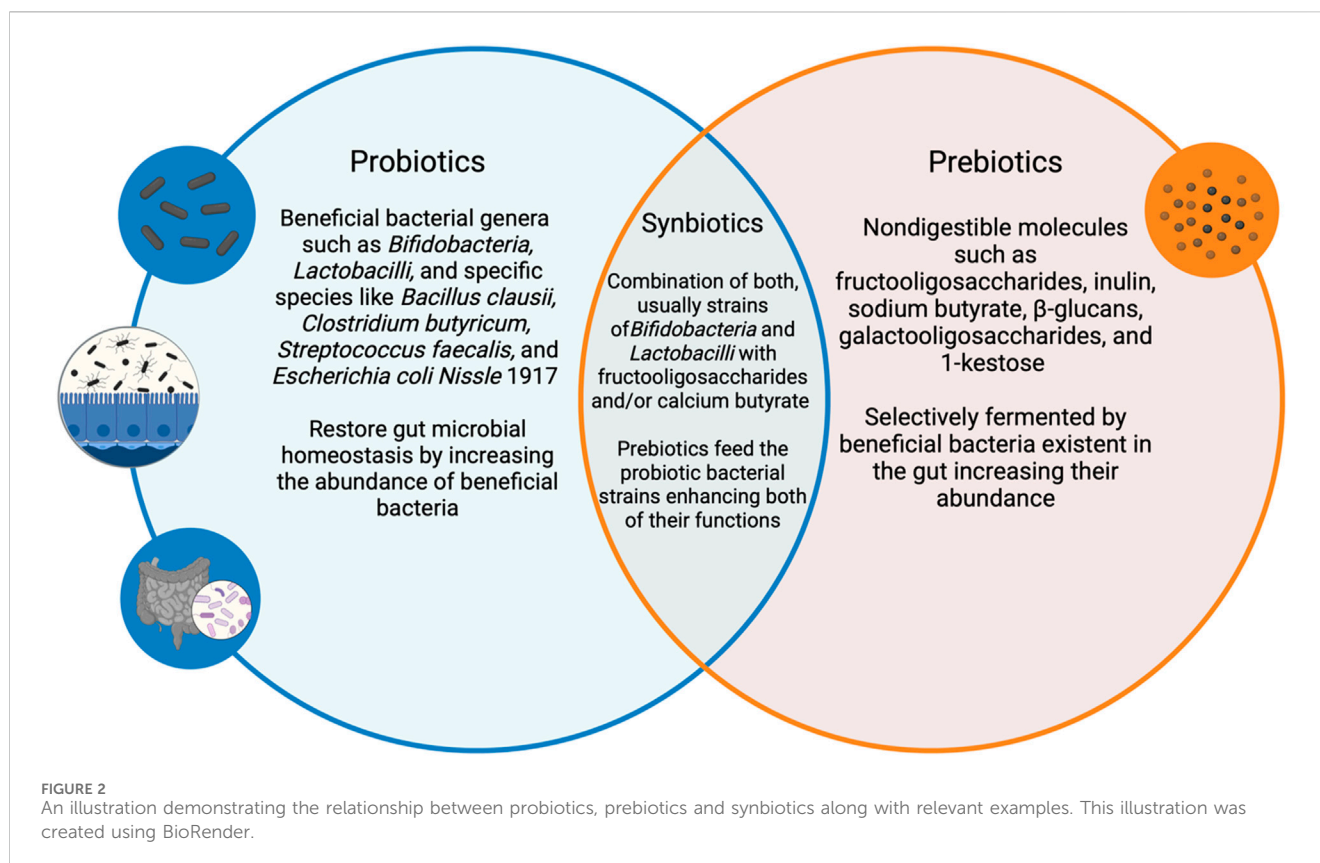 Probiotics
Beneficial bacterial genera
such as Bifidobacteria,
Lactobacilli, and specific
species like Bacillus clausii,
Clostridium butyricum,
Streptococcus faecalis, and
Escherichia coli Nissle 1917
Restore gut microbial
homeostasis by increasing
the abundance of beneficial
bacteria
Synbiotics
Combination of both,
usually strains
ofBifidobacteria and
Lactobacilli with
fructooligosaccharides
and/or calcium butyrate
Prebiotics feed the
probiotic bacterial
strains enhancing both
of their functions
Prebiotics
Nondigestible molecules
such as
fructooligosaccharides, inulin,
sodium butyrate, β-glucans,
galactooligosaccharides, and
1-kestose
Selectively fermented by
beneficial bacteria existent in
the gut increasing their
abundance
FIGURE 2
An illustration demonstrating the relationship between probiotics, prebiotics and synbiotics along with relevant examples. This illustration was
created using BioRender.